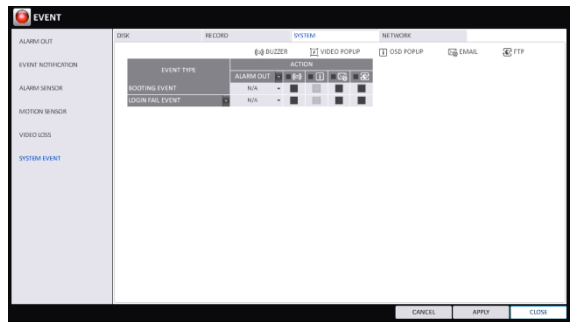 EVENT
DISK RECORD SYSTEM NETWORK
ALARM OUT
BUZZER VIDEO POPUP OSD POPUP EMAIL FTP
EVENT NOTIFICATION
EVENT TYPE ACTION
ALARM OUT
ALARM SENSOR
BOOTING EVENT N/A
LOGIN FAIL EVENT N/A
MOTION SENSOR
VIDEO LOSS
SYSTEM EVENT
CANCEL APPLY CLOSE